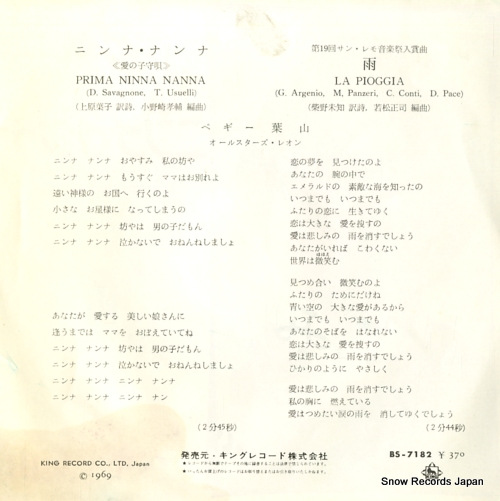 ニンナ・ナンナ
≪愛の子守唄≫
PRIMA NINNA NANNA
(D. Savagnone, T. Usuelli)
(上原菜子 訳詩, 小野崎孝輔 編曲)
第19回サン・レモ音楽祭入賞曲
雨
LA PIOGGIA
(G. Argenio, M. Panzeri, C. Conti, D. Pace)
(柴野未知 訳詩, 若松正司 編曲)
ペギー葉山
オールスターズ・レオン
ニンナ ナンナ おやすみ 私の坊や
ニンナ ナンナ もうすぐ ママはお別れよ
遠い神様の お国へ 行くのよ
小さな お星様に なってしまうの
ニンナ ナンナ 坊やは 男の子だもん
ニンナ ナンナ 泣かないで おねんねしましょ
あなたが 愛する 美しい娘さんに
逢うまでは ママを おぼえていてね
ニンナ ナンナ 坊やは 男の子だもん
ニンナ ナンナ 泣かないで おねんねしましょ
ニンナ ナンナ ニンナ ナンナ
ニンナ ナンナ ニンナ ナン
(2分45秒)
恋の夢を 見つけたのよ
あなたの 腕の中で
エメラルドの 素敵な海を知ったの
いつまでも いつまでも
ふたりの恋に 生きてゆく
恋は大きな 愛を捜すの
愛は悲しみの 雨を消すでしょう
あなたがいれば こわくない
世界は微笑む
ほほえ
見つめ合い 微笑むのよ
ふたりの ためにだけね
青い空の 大きな愛があるから
いつまでも いつまでも
あなたのそばを はなれない
恋は大きな 愛を捜すの
愛は悲しみの 雨を消すでしょう
ひかりのように やさしく
愛は悲しみの 雨を消すでしょう
私の胸に 燃えている
愛はつめたい涙の雨を 消してゆくでしょう
(2分44秒)
KING RECORD CO., LTD, Japan
© 1969
発売元・キングレコード株式会社
BS-7182 ¥370
Snow Records Japan